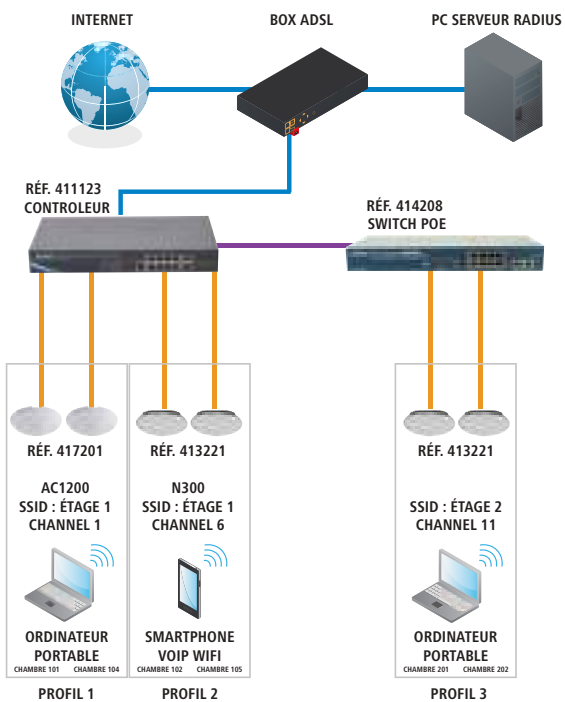 INTERNET
BOX ADSL
PC SERVEUR RADIUS
RÉF. 411123
CONTROLEUR
RÉF. 414208
SWITCH POE
RÉF. 417201
AC1200
SSID : ÉTAGE 1
CHANNEL 1
ORDINATEUR
PORTABLE
CHAMBRE 101 CHAMBRE 104
PROFIL 1
RÉF. 413221
N300
SSID : ÉTAGE 1
CHANNEL 6
SMARTPHONE
VOIP WIFI
CHAMBRE 102 CHAMBRE 105
PROFIL 2
RÉF. 413221
SSID : ÉTAGE 2
CHANNEL 11
ORDINATEUR
PORTABLE
CHAMBRE 201 CHAMBRE 202
PROFIL 3